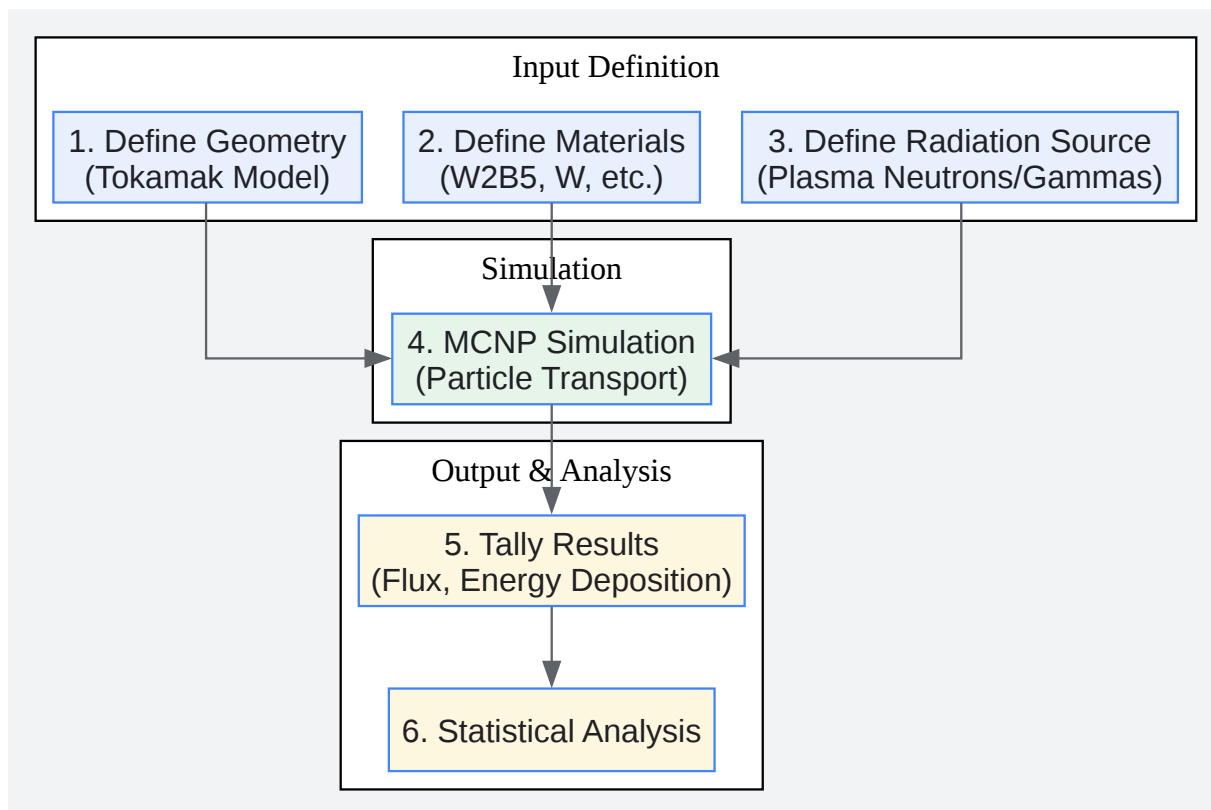 Input Definition
1. Define Geometry
(Tokamak Model)
2. Define Materials
(W2B5, W, etc.)
3. Define Radiation Source
(Plasma Neutrons/Gammas)
Simulation
4. MCNP Simulation
(Particle Transport)
Output & Analysis
5. Tally Results
(Flux, Energy Deposition)
6. Statistical Analysis